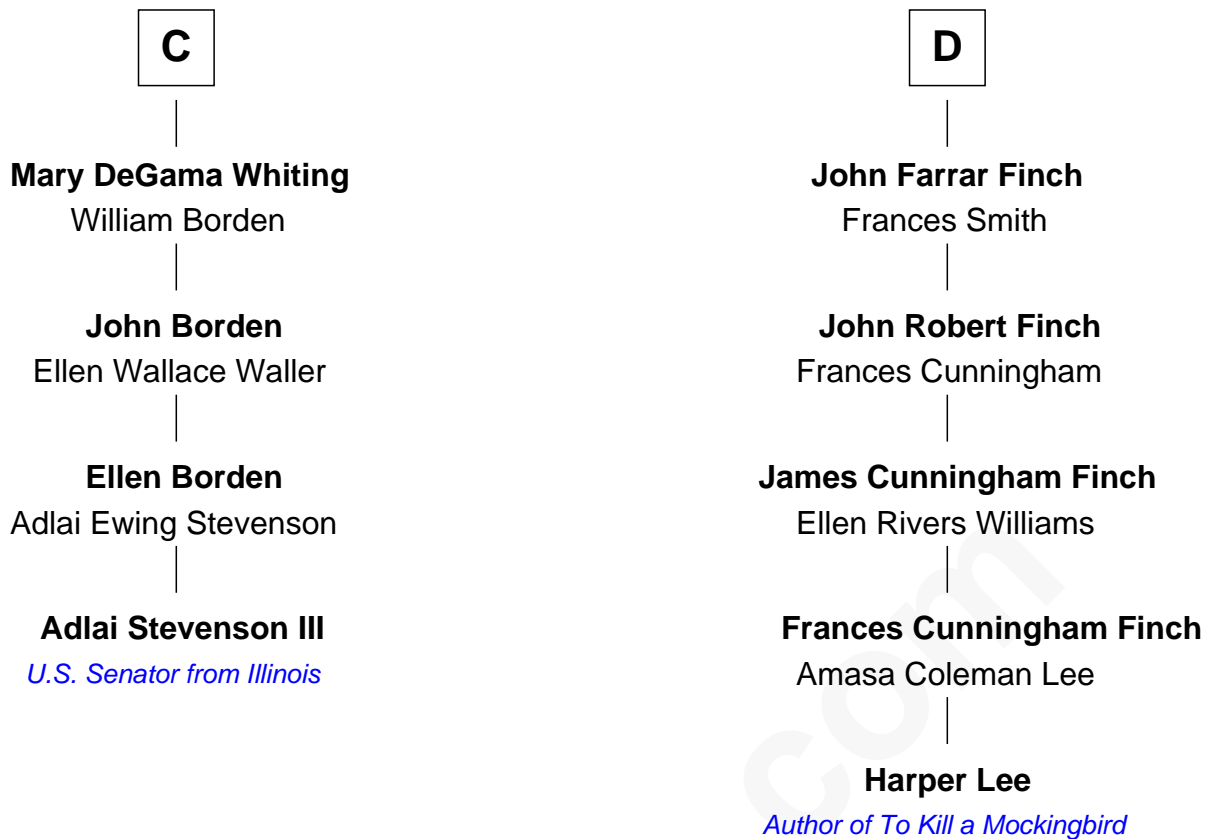 C
Mary DeGama Whiting
William Borden
John Borden
Ellen Wallace Waller
Ellen Borden
Adlai Ewing Stevenson
Adlai Stevenson III
U.S. Senator from Illinois
D
John Farrar Finch
Frances Smith
John Robert Finch
Frances Cunningham
James Cunningham Finch
Ellen Rivers Williams
Frances Cunningham Finch
Amasa Coleman Lee
Harper Lee
Author of To Kill a Mockingbird
com